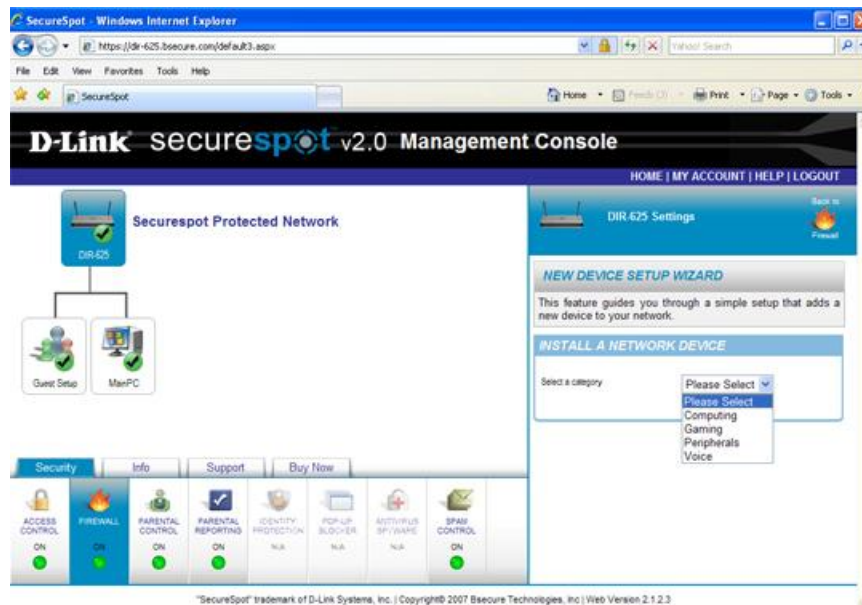 SecureSpot - Windows Internet Explorer
https://dir-625.bsecure.com/default3.aspx
Yahoo! Search
File Edit View Favorites Tools Help
SecureSpot
Home Print Page Tools
D-Link securespot v2.0 Management Console
HOME | MY ACCOUNT | HELP | LOGOUT
DIR-625
Securespot Protected Network
Guest Setup
MainPC
DIR-625 Settings
Back to
Firewall
NEW DEVICE SETUP WIZARD
This feature guides you through a simple setup that adds a
new device to your network.
INSTALL A NETWORK DEVICE
Select a category
Please Select
Please Select
Computing
Gaming
Peripherals
Voice
Security Info Support Buy Now
ACCESS CONTROL
ON
FIREWALL
ON
PARENTAL CONTROL
ON
PARENTAL REPORTING
ON
IDENTITY PROTECTION
N/A
POP-UP BLOCKER
N/A
ANTIVIRUS SPYWARE
N/A
SPAM CONTROL
ON
"SecureSpot" trademark of D-Link Systems, Inc. | Copyright© 2007 Bsecure Technologies, Inc | Web Version 2.1.2.3